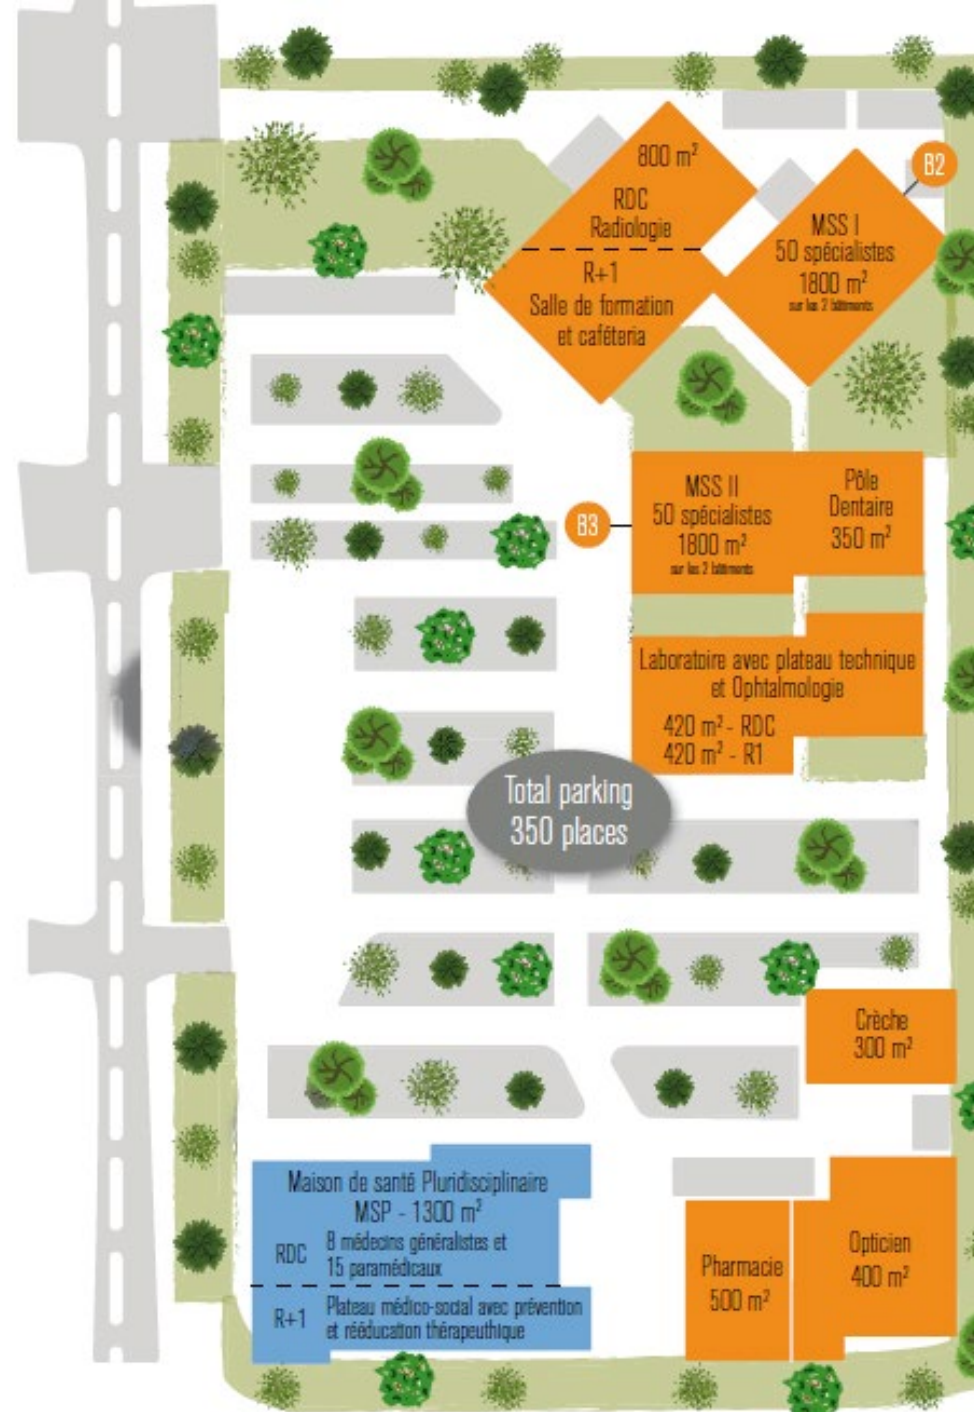 800 m²
RDC
Radiologie
R+1
Salle de formation
et caféteria
B2
MSS I
50 spécialistes
1800 m²
sur les 2 bâtiments
B3
MSS II
50 spécialistes
1800 m²
sur les 2 bâtiments
Pôle
Dentaire
350 m²
Laboratoire avec plateau technique
et Ophtalmologie
420 m² - RDC
420 m² - R1
Total parking
350 places
Crèche
300 m²
Maison de santé Pluridisciplinaire
MSP - 1300 m²
RDC 8 médecins généralistes et
15 paramédicaux
R+1 Plateau médico-social avec prévention
et rééducation thérapeuthique
Pharmacie
500 m²
Opticien
400 m²